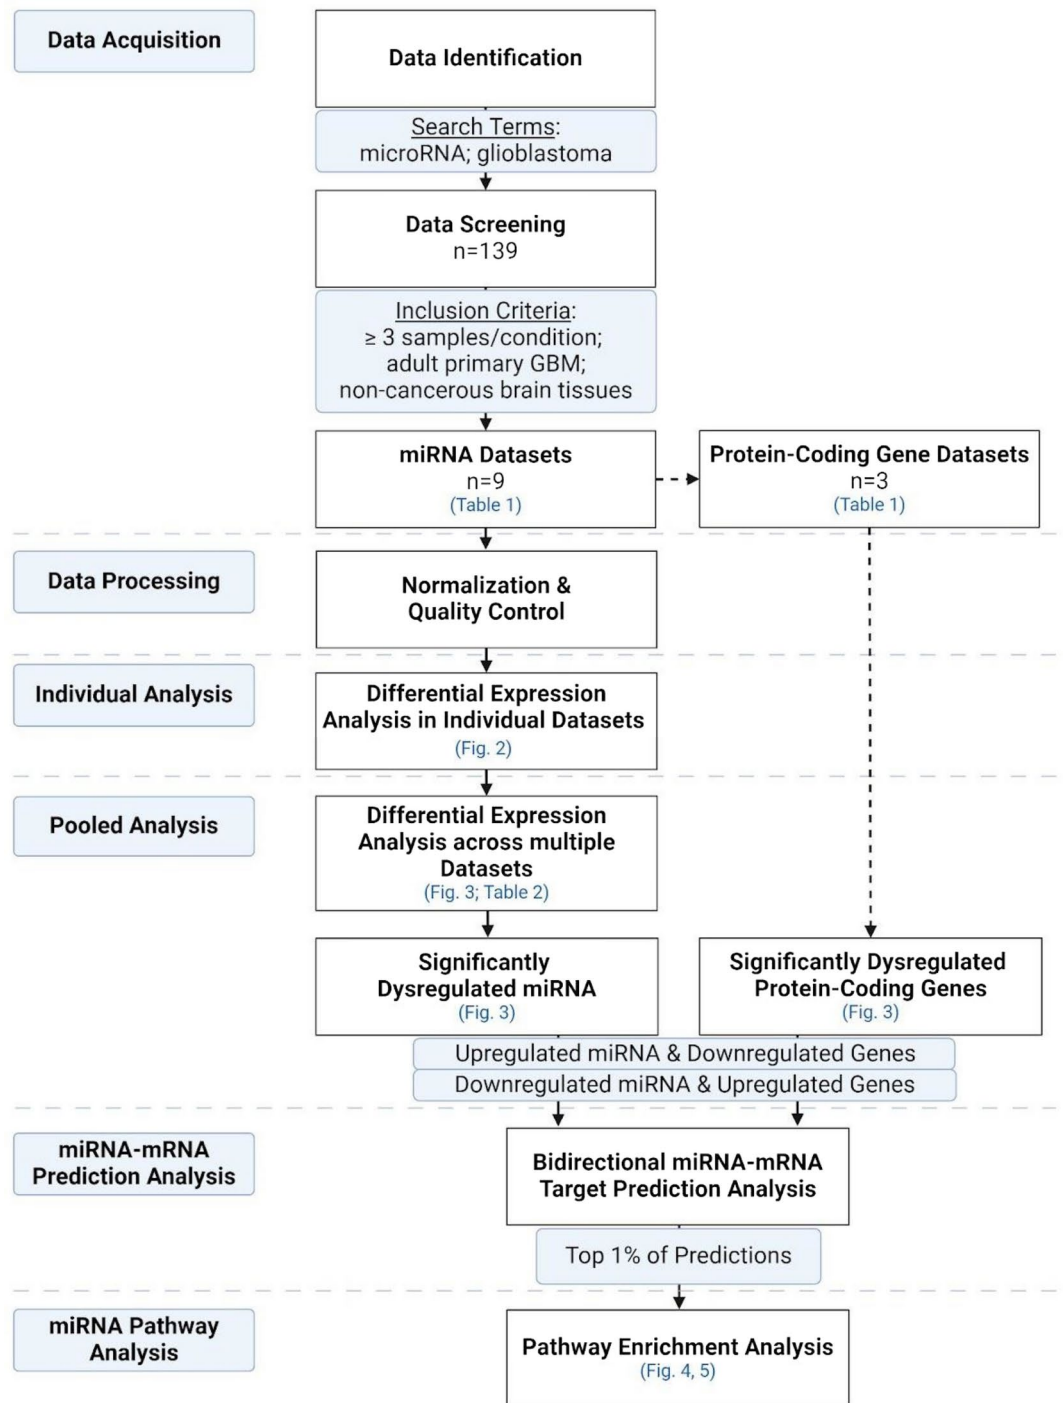 Data Acquisition
Data Identification
Search Terms:
microRNA; glioblastoma
Data Screening
n=139
Inclusion Criteria:
≥ 3 samples/condition;
adult primary GBM;
non-cancerous brain tissues
miRNA Datasets
n=9
(Table 1)
Protein-Coding Gene Datasets
n=3
(Table 1)
Data Processing
Normalization &
Quality Control
Individual Analysis
Differential Expression
Analysis in Individual Datasets
(Fig. 2)
Pooled Analysis
Differential Expression
Analysis across multiple
Datasets
(Fig. 3; Table 2)
Significantly
Dysregulated miRNA
(Fig. 3)
Significantly Dysregulated
Protein-Coding Genes
(Fig. 3)
Upregulated miRNA & Downregulated Genes
Downregulated miRNA & Upregulated Genes
miRNA-mRNA
Prediction Analysis
Bidirectional miRNA-mRNA
Target Prediction Analysis
Top 1% of Predictions
miRNA Pathway
Analysis
Pathway Enrichment Analysis
(Fig. 4, 5)